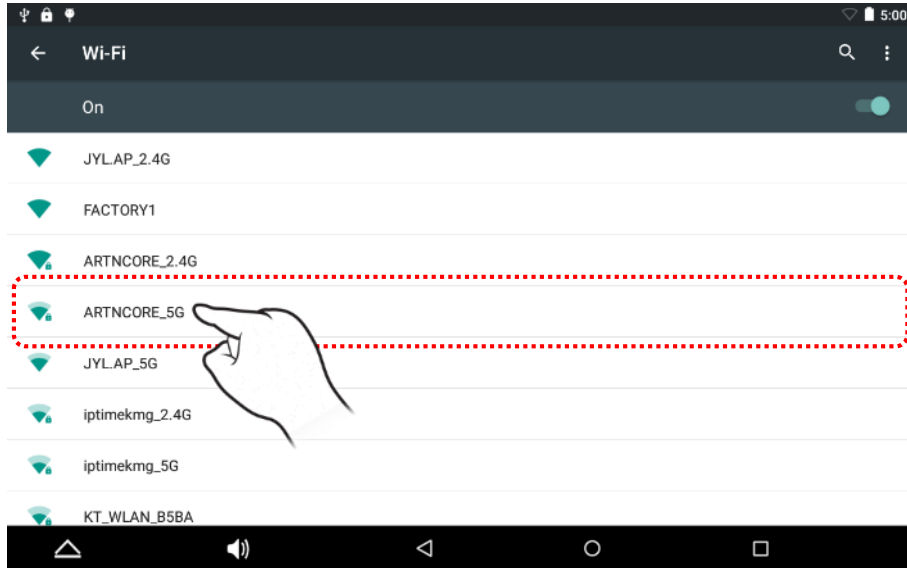 5:00
Wi-Fi
On
JYL.AP_2.4G
FACTORY1
ARTNCORE_2.4G
ARTNCORE_5G
JYL.AP_5G
iptimekmg_2.4G
iptimekmg_5G
KT_WLAN_B5BA